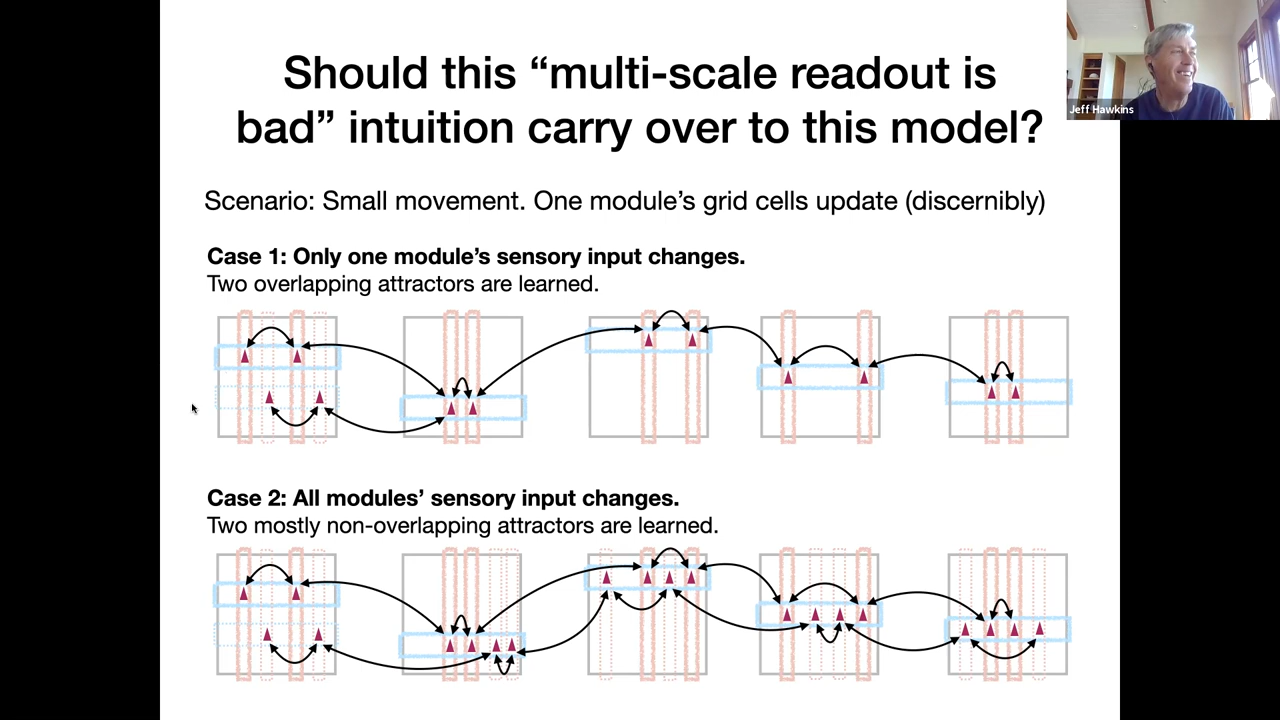 Should this “multi-scale readout is
bad” intuition carry over to this model?
Jeff Hawkins
Scenario: Small movement. One module’s grid cells update (discernibly)
Case 1: Only one module’s sensory input changes.
Two overlapping attractors are learned.
Case 2: All modules’ sensory input changes.
Two mostly non-overlapping attractors are learned.